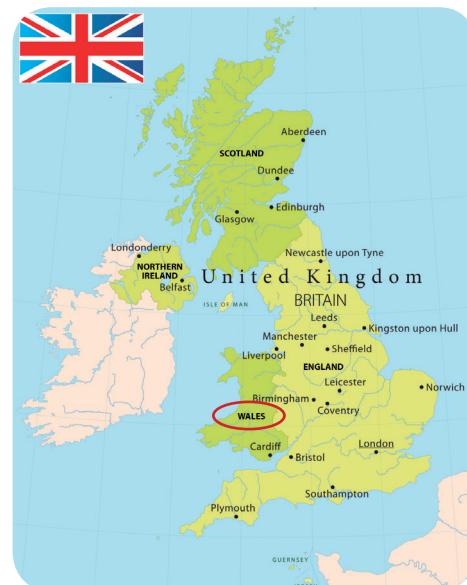 Aberdeen
SCOTLAND
Dundee
Edinburgh
Glasgow
Londonderry
NORTHERN
IRELAND
Belfast
Newcastle upon Tyne
United Kingdom
ISLE OF MAN
BRITAIN
Leeds
Kingston upon Hull
Manchester
Liverpool
Sheffield
ENGLAND
Leicester
Norwich
Birmingham
Coventry
WALES
Cardiff
London
Bristol
Southampton
Plymouth
GUERNSEY
JERSEY